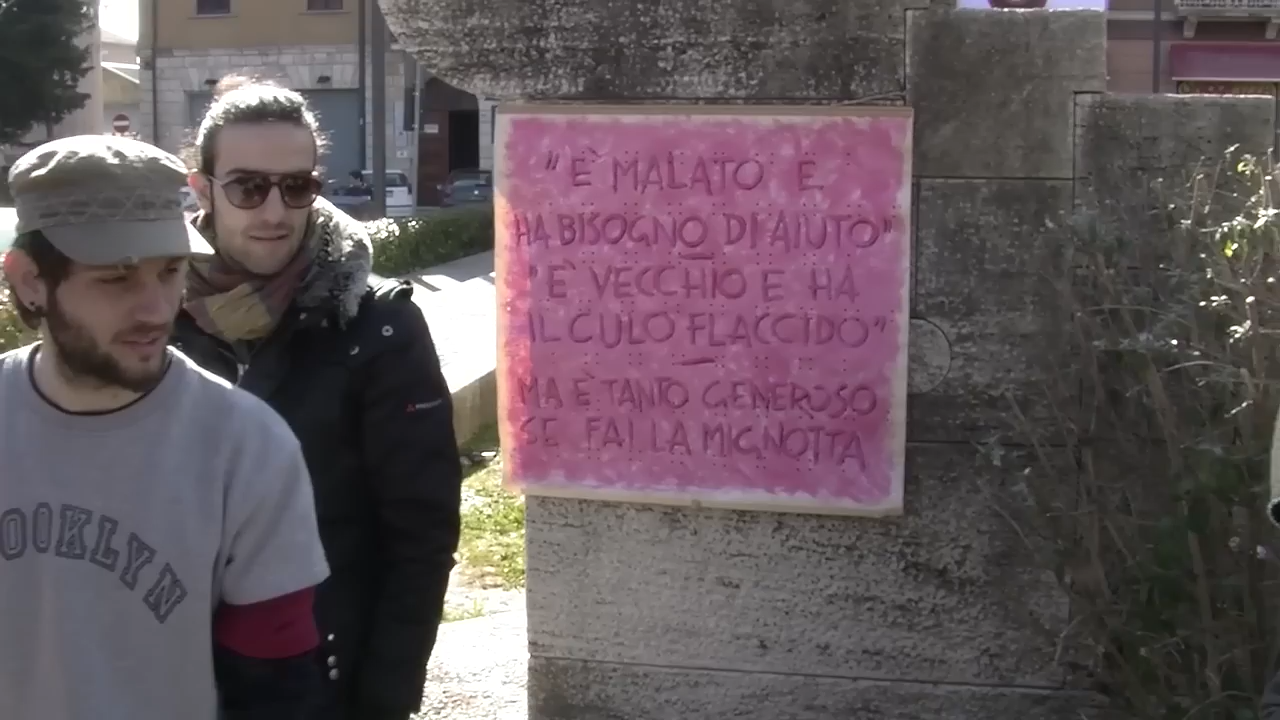 "È MALATO E
HA BISOGNO DI AIUTO"
"È VECCHIO E HA
IL CULO FLACCIDO"
MA È TANTO GENEROSO
SE FAI LA MIGNOTTA
OOKLYN